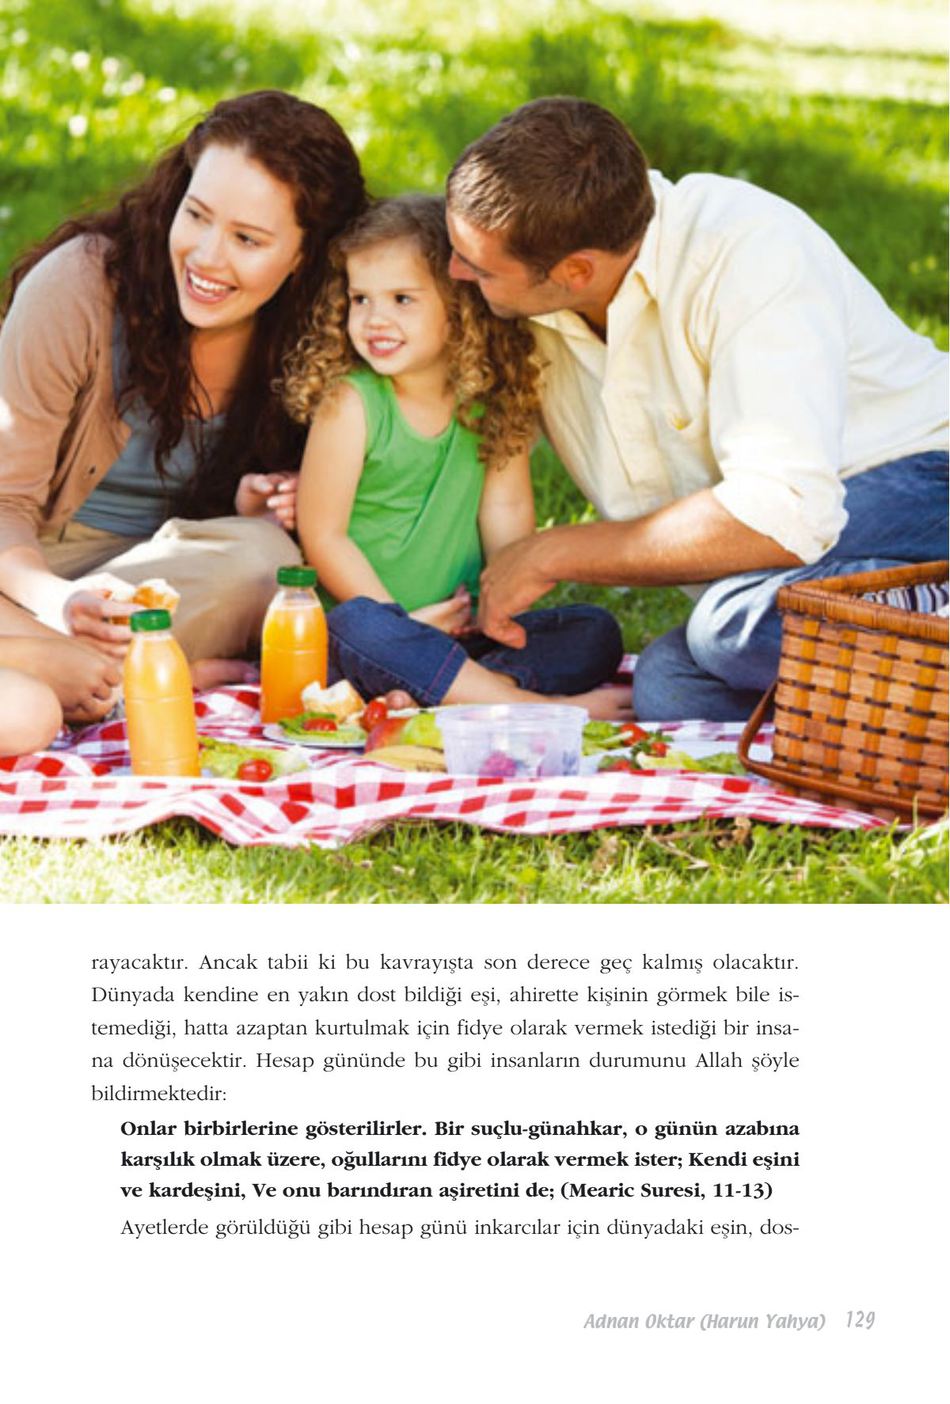 rayacaktır. Ancak tabii ki bu kavrayışta son derece geç kalmış olacaktır.
Dünyada kendine en yakın dost bildiği eşi, ahirette kişinin görmek bile is-
temediği, hatta azaptan kurtulmak için fidye olarak vermek istediği bir insa-
na dönüşecektir. Hesap gününde bu gibi insanların durumunu Allah şöyle
bildirmektedir:
Onlar birbirlerine gösterilirler. Bir suçlu-günahkar, o günün azabına
karşılık olmak üzere, oğullarını fidye olarak vermek ister; Kendi eşini
ve kardeşini, Ve onu barındıran aşiretini de; (Mearic Suresi, 11-13)
Ayetlerde görüldüğü gibi hesap günü inkarcılar için dünyadaki eşin, dos-
Adnan Oktar (Harun Yahya) 129